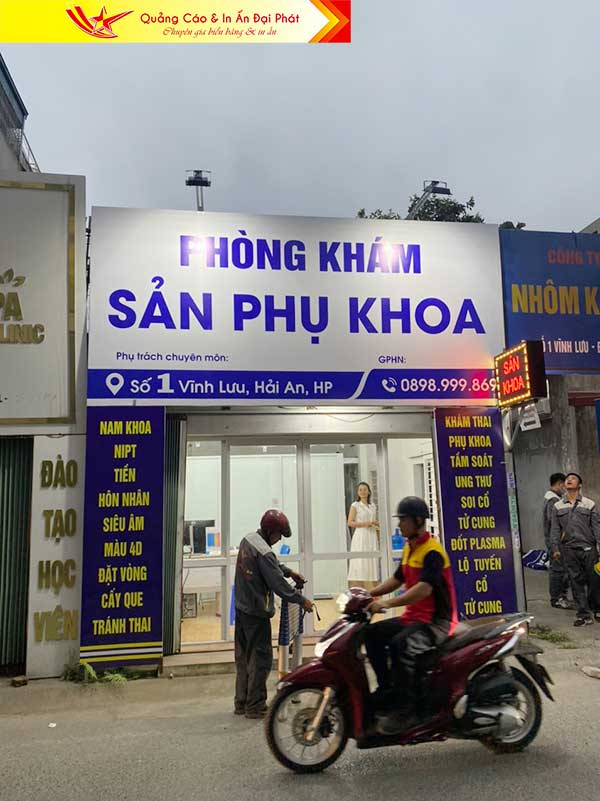 Quảng Cáo & In Ấn Đại Phát
Chuyên gia biển bảng & in ấn
PHÒNG KHÁM
SẢN PHỤ KHOA
Phụ trách chuyên môn:
GPHN:
Số 1 Vĩnh Lưu, Hải An, HP
0898.999.869
SẢN
KHOA
NAM KHOA
NIPT
TIỀN
HÔN NHÂN
SIÊU ÂM
MÀU 4D
ĐẶT VÒNG
CẤY QUE
TRÁNH THAI
KHÁM THAI
PHỤ KHOA
TẦM SOÁT
UNG THƯ
SOI CỔ
TỬ CUNG
ĐỐT PLASMA
LỘ TUYẾN
CỔ
TỬ CUNG
ĐÀO
TẠO
HỌC
VIÊN
CÔNG TY
NHÔM K
1 VĨNH LƯU -
PA
LINIC